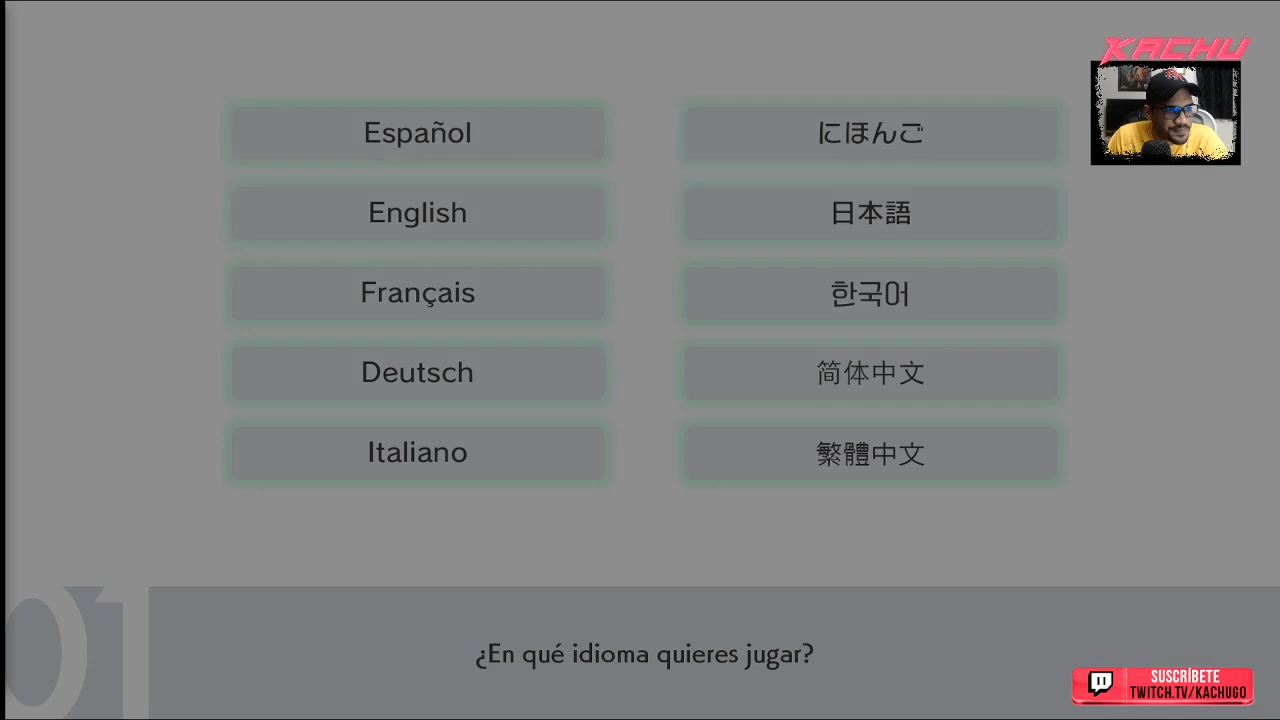 KACHU
Español
にほんご
English
日本語
Français
한국어
Deutsch
简体中文
Italiano
繁體中文
01
¿En qué idioma quieres jugar?
SUSCRÍBETE
TWITCH.TV/KACHUGO